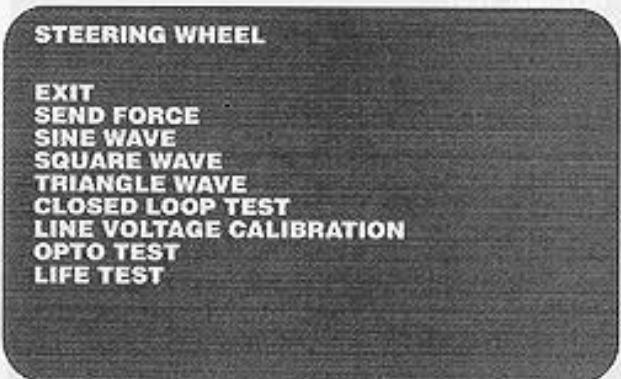 STEERING WHEEL
EXIT
SEND FORCE
SINE WAVE
SQUARE WAVE
TRIANGLE WAVE
CLOSED LOOP TEST
LINE VOLTAGE CALIBRATION
OPTO TEST
LIFE TEST